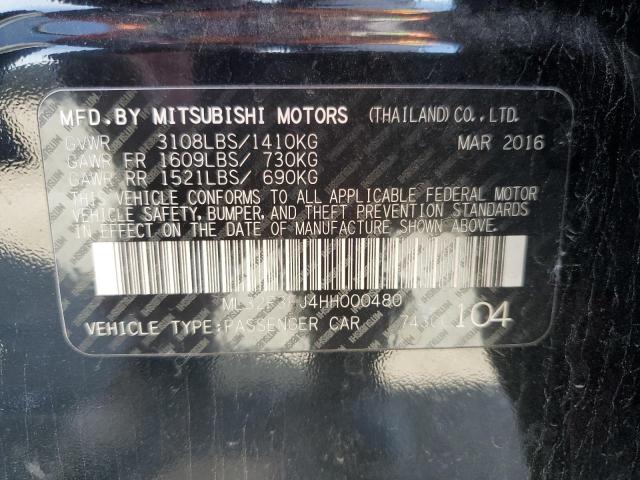 MFD. BY MITSUBISHI MOTORS (THAILAND) CO., LTD.
GVWR 3108LBS/1410KG MAR 2016
GAWR FR 1609LBS/ 730KG
GAWR RR 1521LBS/ 690KG
THIS VEHICLE CONFORMS TO ALL APPLICABLE FEDERAL MOTOR
VEHICLE SAFETY, BUMPER, AND THEFT PREVENTION STANDARDS
IN EFFECT ON THE DATE OF MANUFACTURE SHOWN ABOVE.
VEHICLE TYPE:PASSENGER CAR 104